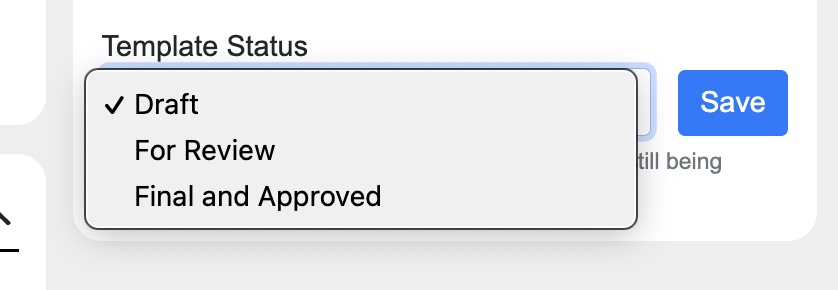 Template Status
✓ Draft
For Review
Final and Approved
Save
till being